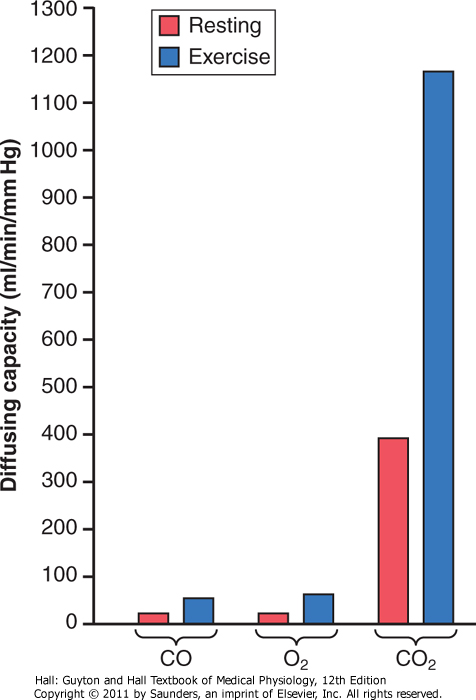 1300
Resting
1200
Exercise
1100
1000
900
800
700
600
500
400
300
200
100
0
Diffusing capacity (ml/min/mm Hg)
CO
O2
CO2
Hall: Guyton and Hall Textbook of Medical Physiology, 12th Edition
Copyright © 2011 by Saunders, an imprint of Elsevier, Inc. All rights reserved.